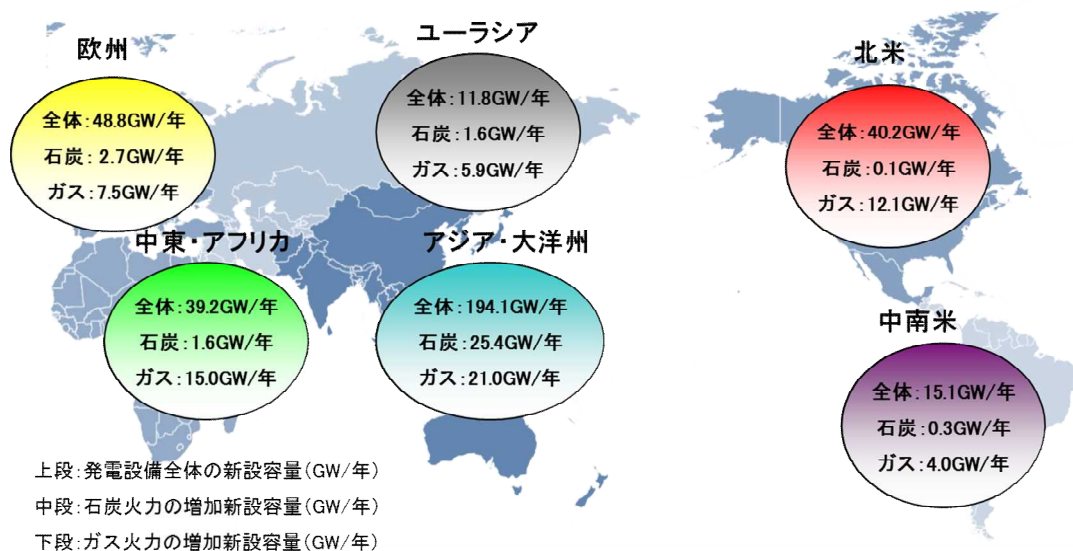 欧州
全体:48.8GW/年
石炭:2.7GW/年
ガス:7.5GW/年
ユーラシア
全体:11.8GW/年
石炭:1.6GW/年
ガス:5.9GW/年
北米
全体:40.2GW/年
石炭:0.1GW/年
ガス:12.1GW/年
中東・アフリカ
全体:39.2GW/年
石炭:1.6GW/年
ガス:15.0GW/年
アジア・大洋州
全体:194.1GW/年
石炭:25.4GW/年
ガス:21.0GW/年
中南米
全体:15.1GW/年
石炭:0.3GW/年
ガス:4.0GW/年
上段:発電設備全体の新設容量(GW/年)
中段:石炭火力の増加新設容量(GW/年)
下段:ガス火力の増加新設容量(GW/年)